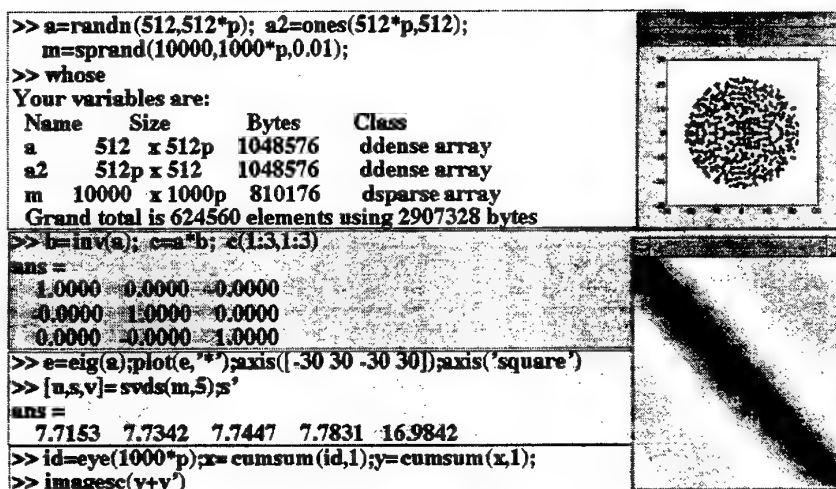 >> a=randn(512,512*p); a2=ones(512*p,512);
m=sprand(10000,1000*p,0.01);
>> whose
Your variables are:
Name Size Bytes Class
a 512 x 512p 1048576 ddense array
a2 512p x 512 1048576 ddense array
m 10000 x 1000p 810176 dsparse array
Grand total is 624560 elements using 2907328 bytes
>> b=inv(a); c=a*b; c(1:3,1:3)
ans =
1.0000 0.0000 -0.0000
-0.0000 1.0000 0.0000
0.0000 -0.0000 1.0000
>> e=eig(a);plot(e,'*');axis([-30 30 -30 30]);axis('square')
>> [u,s,v]=svds(m,5);s'
ans =
7.7153 7.7342 7.7447 7.7831 16.9842
>> id=eye(1000*p);x=cumsum(id,1);y=cumsum(x,1);
>> imagesc(y+y')